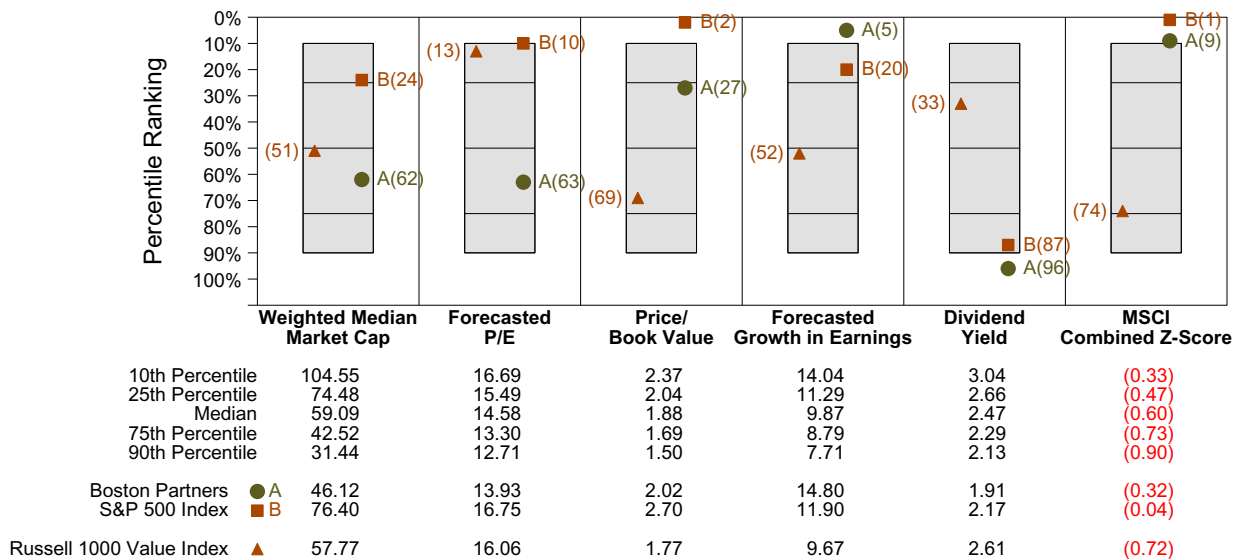 Percentile Ranking
0%
10%
20%
30%
40%
50%
60%
70%
80%
90%
100%
(51)
B(24)
A(62)
(13)
B(10)
A(63)
B(2)
A(27)
(69)
A(5)
B(20)
(52)
(33)
B(87)
A(96)
B(1)
A(9)
(74)
Weighted Median Market Cap
Forecasted P/E
Price/ Book Value
Forecasted Growth in Earnings
Dividend Yield
MSCI Combined Z-Score
10th Percentile 104.55 16.69 2.37 14.04 3.04 (0.33)
25th Percentile 74.48 15.49 2.04 11.29 2.66 (0.47)
Median 59.09 14.58 1.88 9.87 2.47 (0.60)
75th Percentile 42.52 13.30 1.69 8.79 2.29 (0.73)
90th Percentile 31.44 12.71 1.50 7.71 2.13 (0.90)
Boston Partners A 46.12 13.93 2.02 14.80 1.91 (0.32)
S&P 500 Index B 76.40 16.75 2.70 11.90 2.17 (0.04)
Russell 1000 Value Index 57.77 16.06 1.77 9.67 2.61 (0.72)